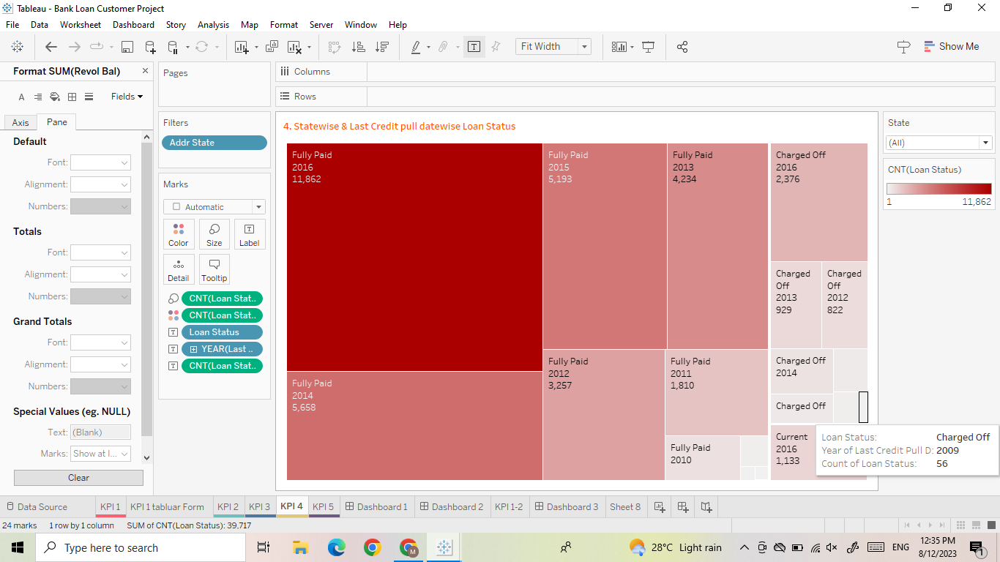 Tableau - Bank Loan Customer Project
File Data Worksheet Dashboard Story Analysis Map Format Server Window Help
Fit Width
Show Me
Format SUM(Revol Bal)
Fields
Axis Pane
Default
Font:
Alignment:
Numbers:
Totals
Font:
Alignment:
Numbers:
Grand Totals
Font:
Alignment:
Numbers:
Special Values (eg. NULL)
Text: (Blank)
Marks: Show at I...
Clear
Pages
Filters
Addr State
Marks
Automatic
Color Size Label
Detail Tooltip
CNT(Loan Stat..
CNT(Loan Stat..
Loan Status
YEAR(Last ..
CNT(Loan Stat..
Columns
Rows
4. Statewise & Last Credit pull datewise Loan Status
Fully Paid
2016
11,862
Fully Paid
2014
5,658
Fully Paid
2015
5,193
Fully Paid
2013
4,234
Fully Paid
2012
3,257
Fully Paid
2011
1,810
Fully Paid
2010
Charged Off
2016
2,376
Charged
Off
2013
929
Charged
Off
2012
822
Charged Off
2014
Charged Off
Current
2016
1,133
Loan Status: Charged Off
Year of Last Credit Pull D: 2009
Count of Loan Status: 56
State
(All)
CNT(Loan Status)
1 11,862
Data Source KPI 1 KPI 1 tabluar Form KPI 2 KPI 3 KPI 4 KPI 5 Dashboard 1 Dashboard 2 KPI 1-2 Dashboard 3 Sheet 8
24 marks 1 row by 1 column SUM of CNT(Loan Status): 39,717
Type here to search
M
28°C Light rain
ENG
12:35 PM
8/12/2023
1